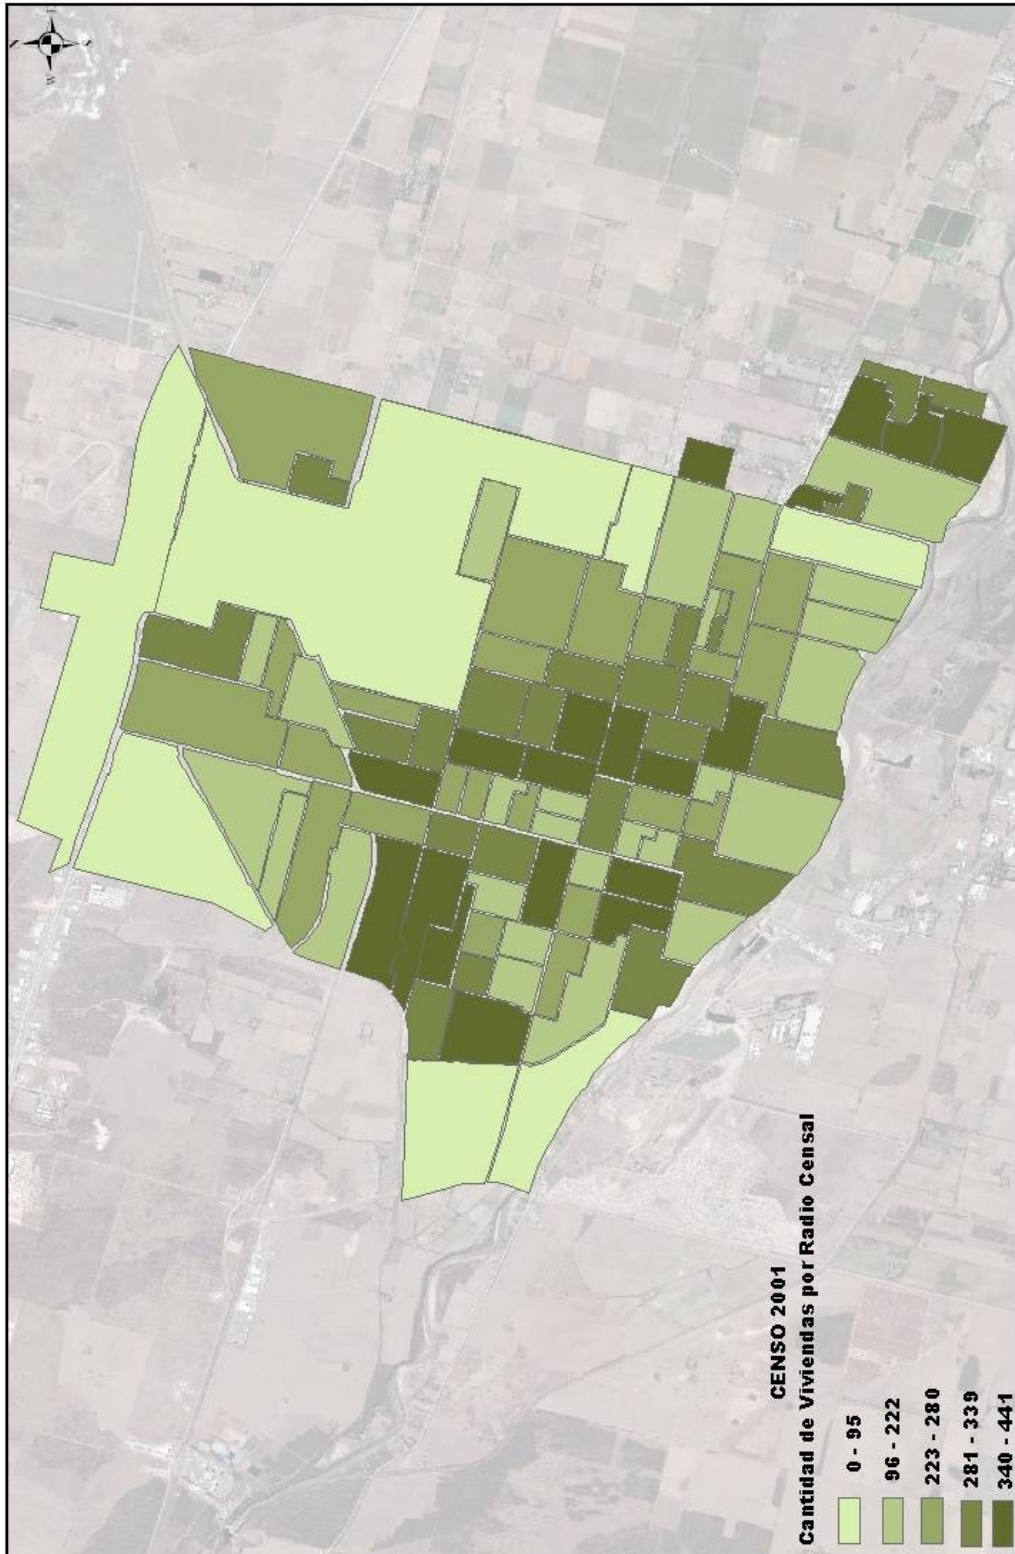 CENSO 2001
Cantidad de Viviendas por Radio Censal
0 - 95
96 - 222
223 - 280
281 - 339
340 - 441